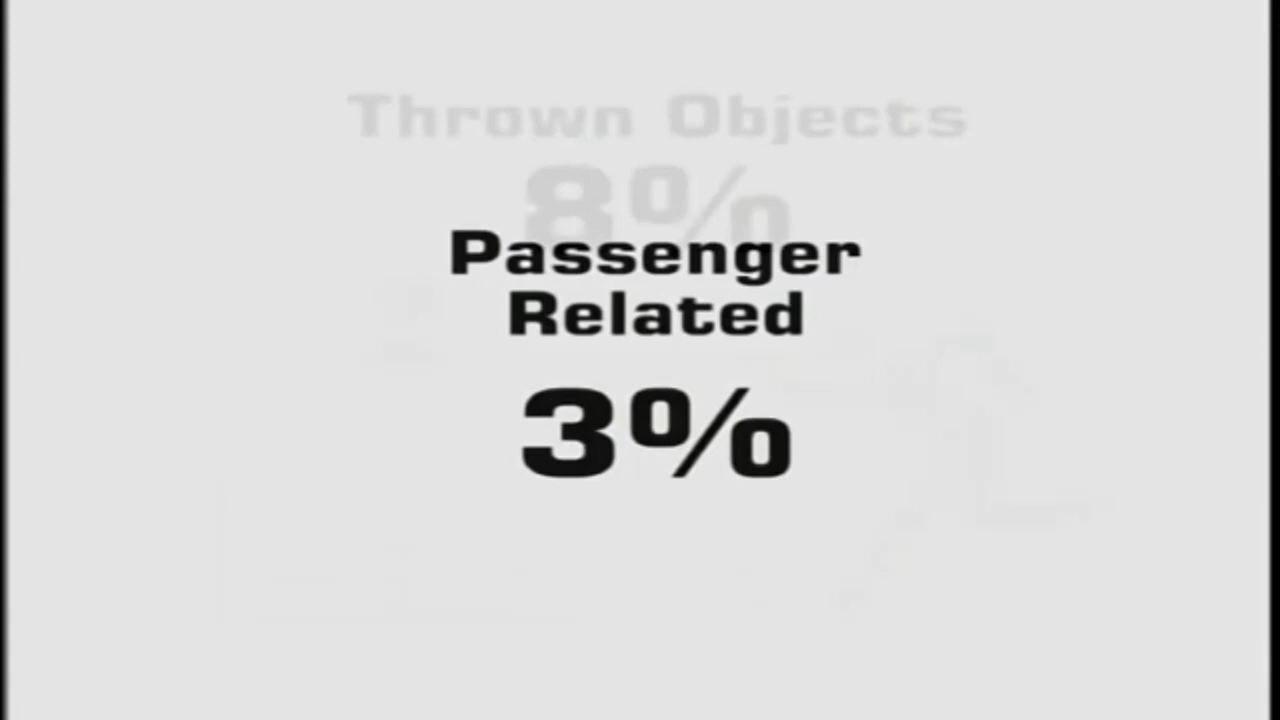 Thrown Objects
8%
Passenger
Related
3%